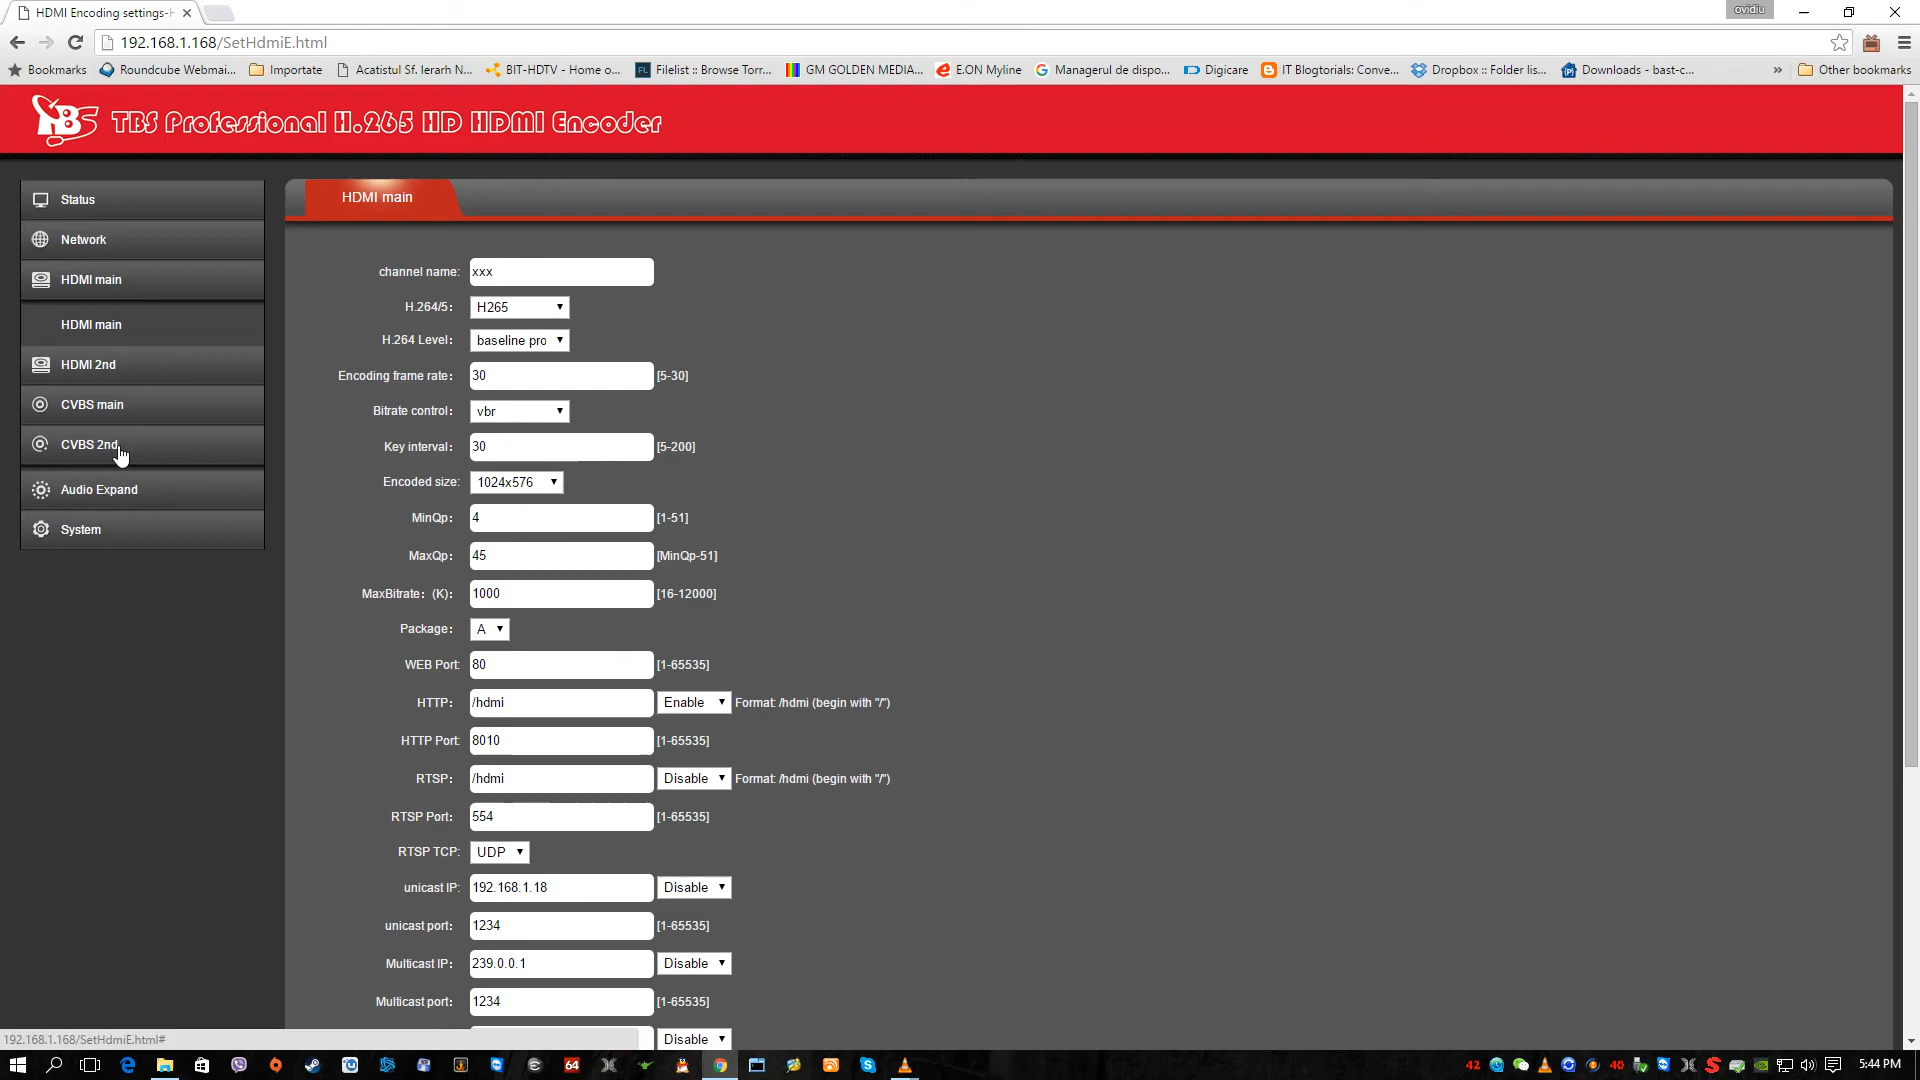 HDMI Encoding settings-H
ovidiu
192.168.1.168/SetHdmiE.html
Bookmarks
Roundcube Webmai...
Importate
Acatistul Sf. Ierarh N...
BIT-HDTV - Home o...
Filelist :: Browse Torr...
GM GOLDEN MEDIA...
E.ON Myline
Managerul de dispo...
Digicare
IT Blogtorials: Conve...
Dropbox :: Folder lis...
Downloads - bast-c...
»
Other bookmarks
TBS TBS Professional H.265 HD HDMI Encoder
Status
Network
HDMI main
HDMI main
HDMI 2nd
CVBS main
CVBS 2nd
Audio Expand
System
HDMI main
channel name: xxx
H.264/5: H265
H.264 Level: baseline pro
Encoding frame rate: 30 [5-30]
Bitrate control: vbr
Key interval: 30 [5-200]
Encoded size: 1024x576
MinQp: 4 [1-51]
MaxQp: 45 [MinQp-51]
MaxBitrate: (K): 1000 [16-12000]
Package: A
WEB Port: 80 [1-65535]
HTTP: /hdmi Enable Format: /hdmi (begin with "/")
HTTP Port: 8010 [1-65535]
RTSP: /hdmi Disable Format: /hdmi (begin with "/")
RTSP Port: 554 [1-65535]
RTSP TCP: UDP
unicast IP: 192.168.1.18 Disable
unicast port: 1234 [1-65535]
Multicast IP: 239.0.0.1 Disable
Multicast port: 1234 [1-65535]
Disable
192.168.1.168/SetHdmiE.html#
64
42
40
5:44 PM